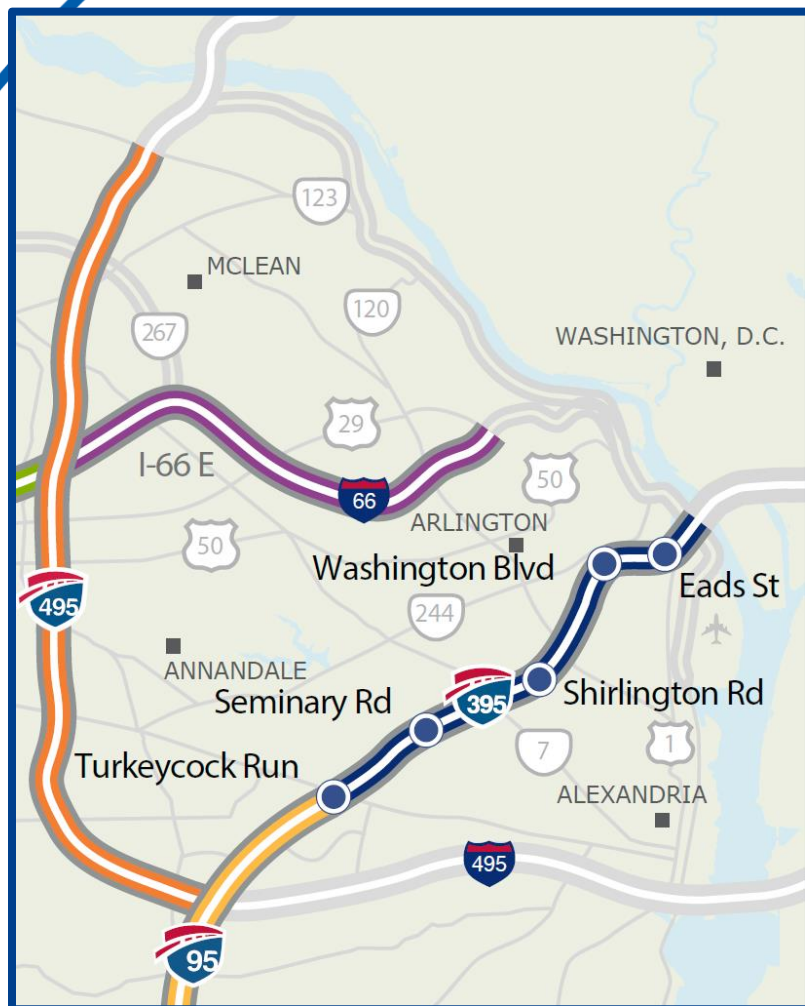 123
MCLEAN
120
267
WASHINGTON, D.C.
29
I-66 E
50
66
ARLINGTON
50
Washington Blvd
Eads St
495
244
ANNANDALE
Seminary Rd
395
Shirlington Rd
7
1
Turkeycock Run
ALEXANDRIA
495
95